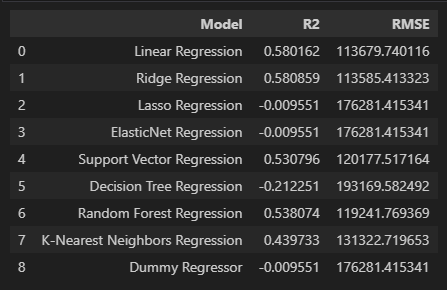 Model R2 RMSE
0 Linear Regression 0.580162 113679.740116
1 Ridge Regression 0.580859 113585.413323
2 Lasso Regression -0.009551 176281.415341
3 ElasticNet Regression -0.009551 176281.415341
4 Support Vector Regression 0.530796 120177.517164
5 Decision Tree Regression -0.212251 193169.582492
6 Random Forest Regression 0.538074 119241.769369
7 K-Nearest Neighbors Regression 0.439733 131322.719653
8 Dummy Regressor -0.009551 176281.415341